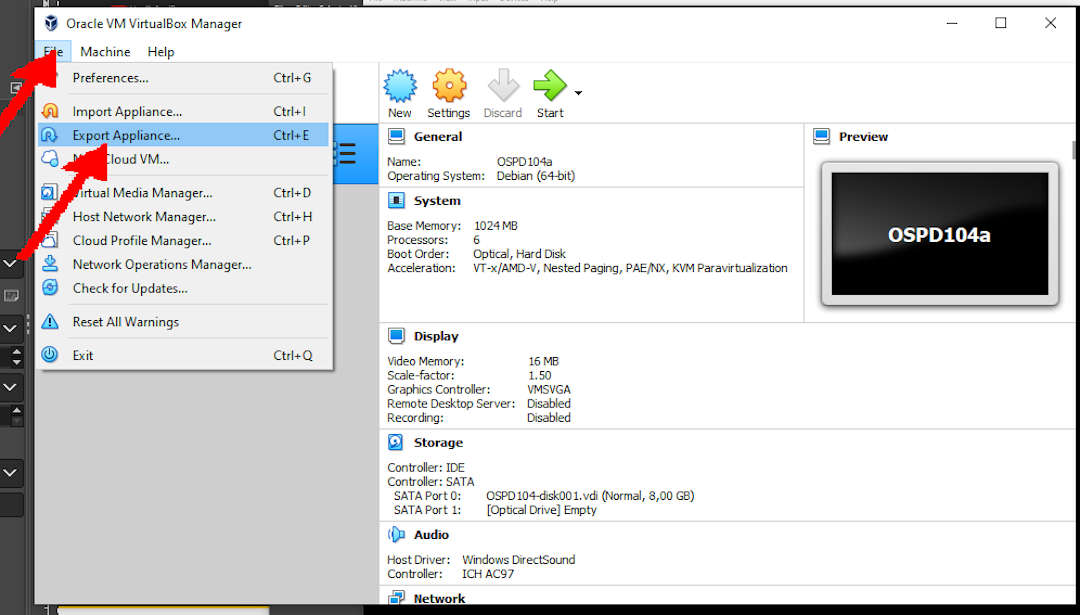 Oracle VM VirtualBox Manager
File Machine Help
Preferences... Ctrl+G
Import Appliance... Ctrl+I
Export Appliance... Ctrl+E
Cloud VM...
Virtual Media Manager... Ctrl+D
Host Network Manager... Ctrl+H
Cloud Profile Manager... Ctrl+P
Network Operations Manager...
Check for Updates...
Reset All Warnings
Exit Ctrl+Q
New Settings Discard Start
General
Name: OSPD104a
Operating System: Debian (64-bit)
System
Base Memory: 1024 MB
Processors: 6
Boot Order: Optical, Hard Disk
Acceleration: VT-x/AMD-V, Nested Paging, PAE/NX, KVM Paravirtualization
Preview
OSPD104a
Display
Video Memory: 16 MB
Scale-factor: 1.50
Graphics Controller: VMSVGA
Remote Desktop Server: Disabled
Recording: Disabled
Storage
Controller: IDE
Controller: SATA
SATA Port 0: OSPD104-disk001.vdi (Normal, 8,00 GB)
SATA Port 1: [Optical Drive] Empty
Audio
Host Driver: Windows DirectSound
Controller: ICH AC97
Network